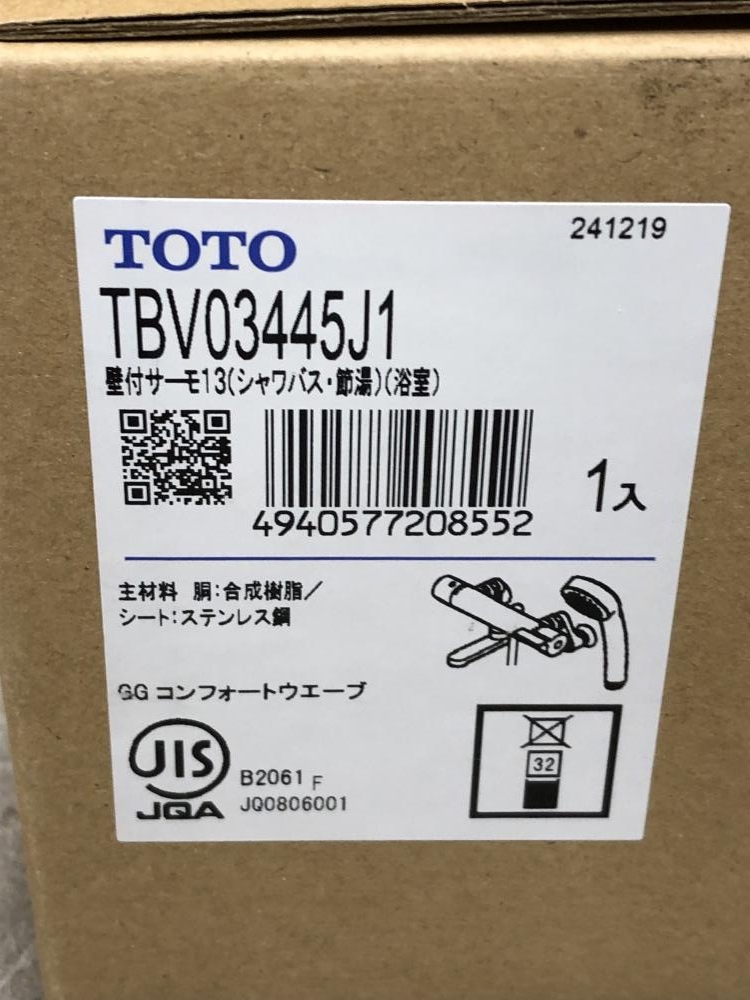 TOTO
241219
TBV03445J1
壁付サーモ13(シャワバス・節湯)(浴室)
4940577208552
1入
主材料 胴:合成樹脂/
シート:ステンレス鋼
GG コンフォートウエーブ
JIS
JQA
B2061 F
JQ0806001
32